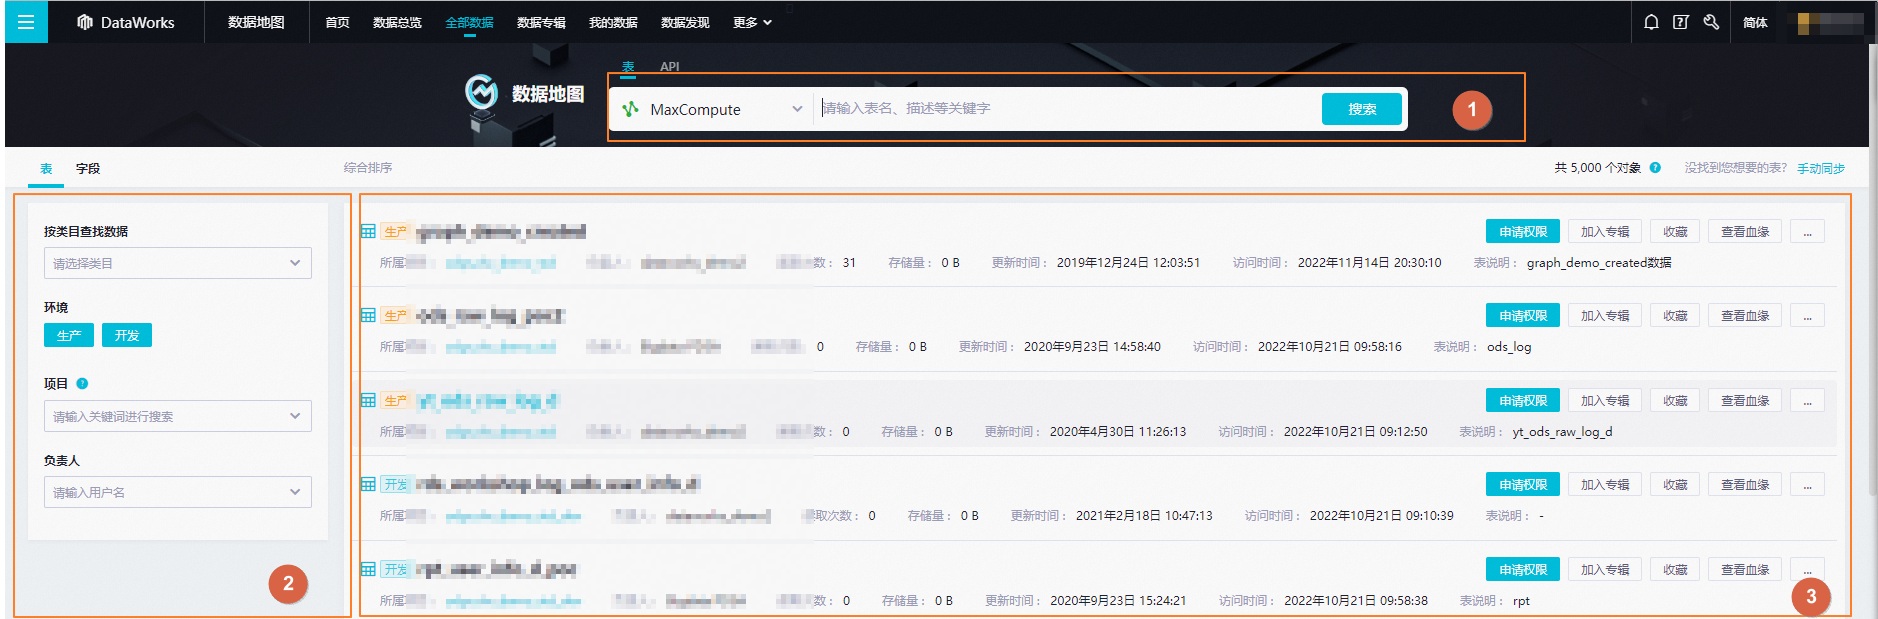 DataWorks 数据地图 首页 数据总览 全部数据 数据专辑 我的数据 数据发现 更多 简体
表 API
数据地图 MaxCompute 请输入表名、描述等关键字 搜索 1
表 字段 综合排序 共 5,000 个对象 没找到您想要的表? 手动同步
按类目查找数据
请选择类目
环境
生产 开发
项目
请输入关键词进行搜索
负责人
请输入用户名
2
生产 graph_demo_created 申请权限 加入专辑 收藏 查看血缘 ...
所属 数: 31 存储量: 0 B 更新时间: 2019年12月24日 12:03:51 访问时间: 2022年11月14日 20:30:10 表说明: graph_demo_created数据
生产 申请权限 加入专辑 收藏 查看血缘 ...
所属 0 存储量: 0 B 更新时间: 2020年9月23日 14:58:40 访问时间: 2022年10月21日 09:58:16 表说明: ods_log
生产 yt_ods_raw_log_d 申请权限 加入专辑 收藏 查看血缘 ...
所属 数: 0 存储量: 0 B 更新时间: 2020年4月30日 11:26:13 访问时间: 2022年10月21日 09:12:50 表说明: yt_ods_raw_log_d
开发 申请权限 加入专辑 收藏 查看血缘 ...
所属 取次数: 0 存储量: 0 B 更新时间: 2021年2月18日 10:47:13 访问时间: 2022年10月21日 09:10:39 表说明: -
开发 申请权限 加入专辑 收藏 查看血缘 ...
所属 数: 0 存储量: 0 B 更新时间: 2020年9月23日 15:24:21 访问时间: 2022年10月21日 09:58:38 表说明: rpt
3